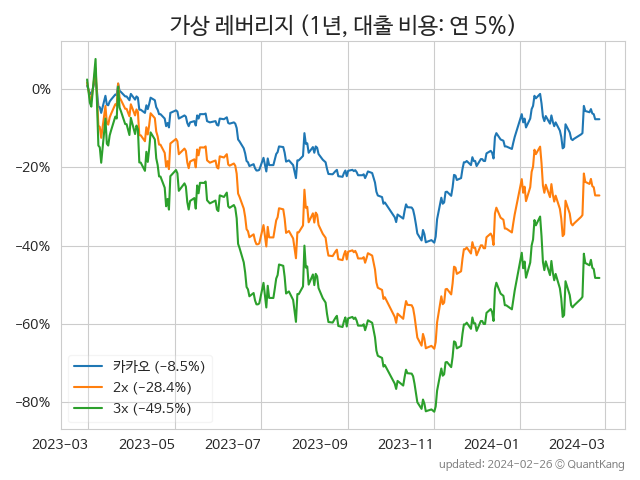 가상 레버리지 (1년, 대출 비용: 연 5%)
0%
−20%
−40%
−60%
−80%
카카오 (−8.5%)
2x (−28.4%)
3x (−49.5%)
2023-03 2023-05 2023-07 2023-09 2023-11 2024-01 2024-03
updated: 2024-02-26 © QuantKang